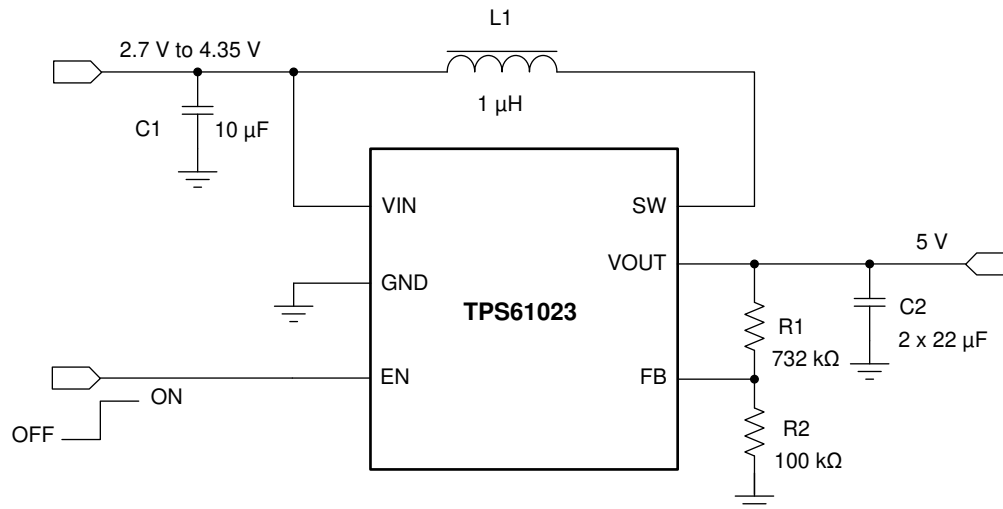 L1
2.7 V to 4.35 V
1 µH
C1
10 µF
VIN
SW
VOUT
5 V
GND
TPS61023
C2
2 x 22 µF
R1
732 kΩ
EN
FB
ON
OFF
R2
100 kΩ